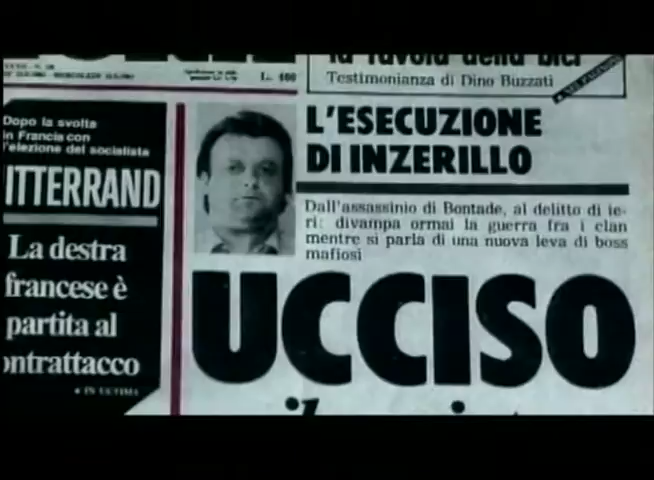 L. 400
la favola della bici
Testimonianza di Dino Buzzati
Dopo la svolta
in Francia con
l'elezione del socialista
ITTERRAND
La destra
francese è
partita al
ontrattacco
• IN ULTIMA
L'ESECUZIONE
DI INZERILLO
Dall'assassinio di Bontade, al delitto di ie-
ri: divampa ormai la guerra fra i clan
mentre si parla di una nuova leva di boss
mafiosi
UCCISO